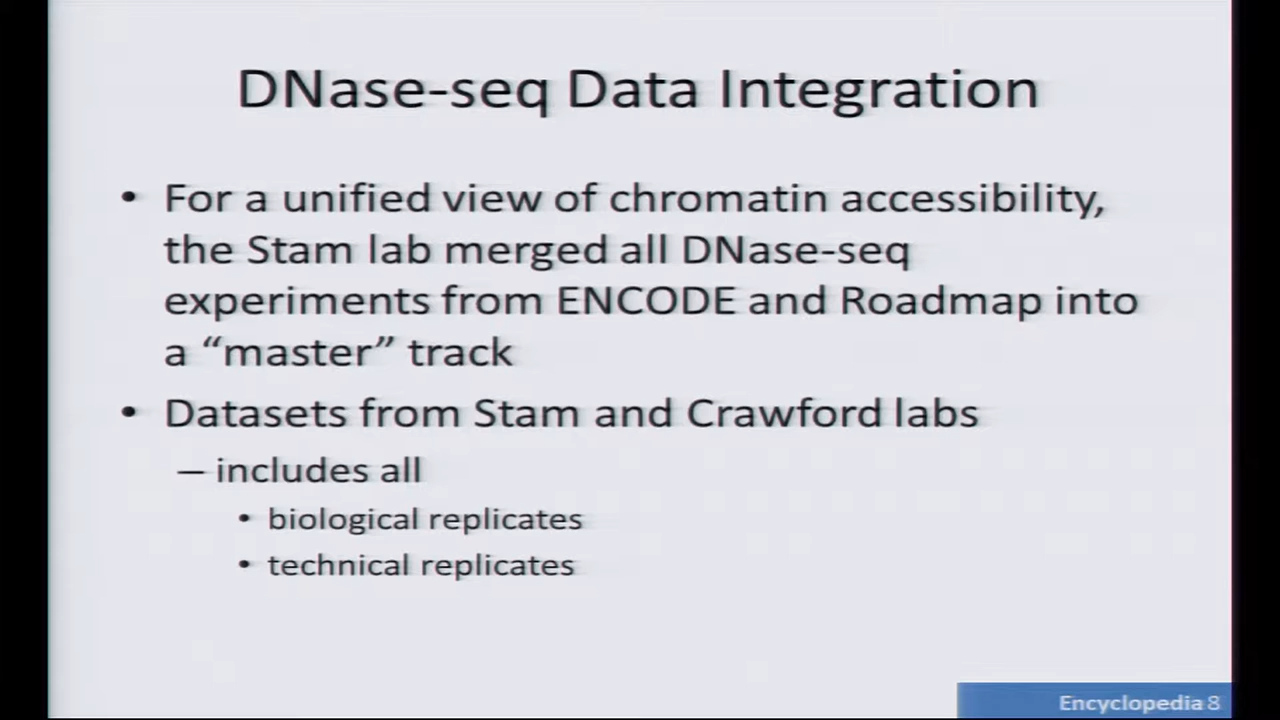 DNase-seq Data Integration
• For a unified view of chromatin accessibility,
the Stam lab merged all DNase-seq
experiments from ENCODE and Roadmap into
a “master” track
• Datasets from Stam and Crawford labs
– includes all
• biological replicates
• technical replicates
Encyclopedia 8